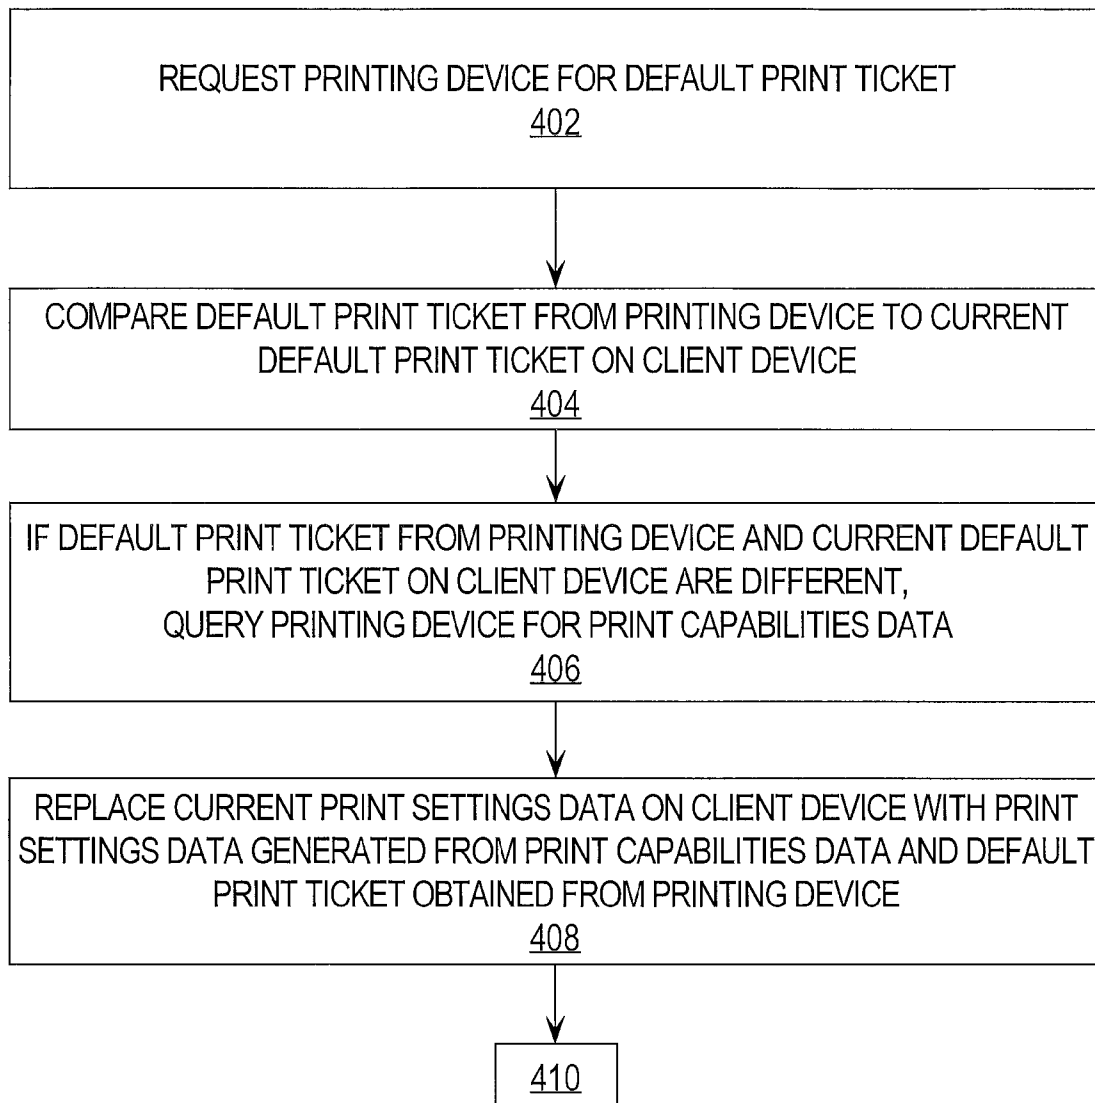 REQUEST PRINTING DEVICE FOR DEFAULT PRINT TICKET
402
COMPARE DEFAULT PRINT TICKET FROM PRINTING DEVICE TO CURRENT
DEFAULT PRINT TICKET ON CLIENT DEVICE
404
IF DEFAULT PRINT TICKET FROM PRINTING DEVICE AND CURRENT DEFAULT
PRINT TICKET ON CLIENT DEVICE ARE DIFFERENT,
QUERY PRINTING DEVICE FOR PRINT CAPABILITIES DATA
406
REPLACE CURRENT PRINT SETTINGS DATA ON CLIENT DEVICE WITH PRINT
SETTINGS DATA GENERATED FROM PRINT CAPABILITIES DATA AND DEFAULT
PRINT TICKET OBTAINED FROM PRINTING DEVICE
408
410